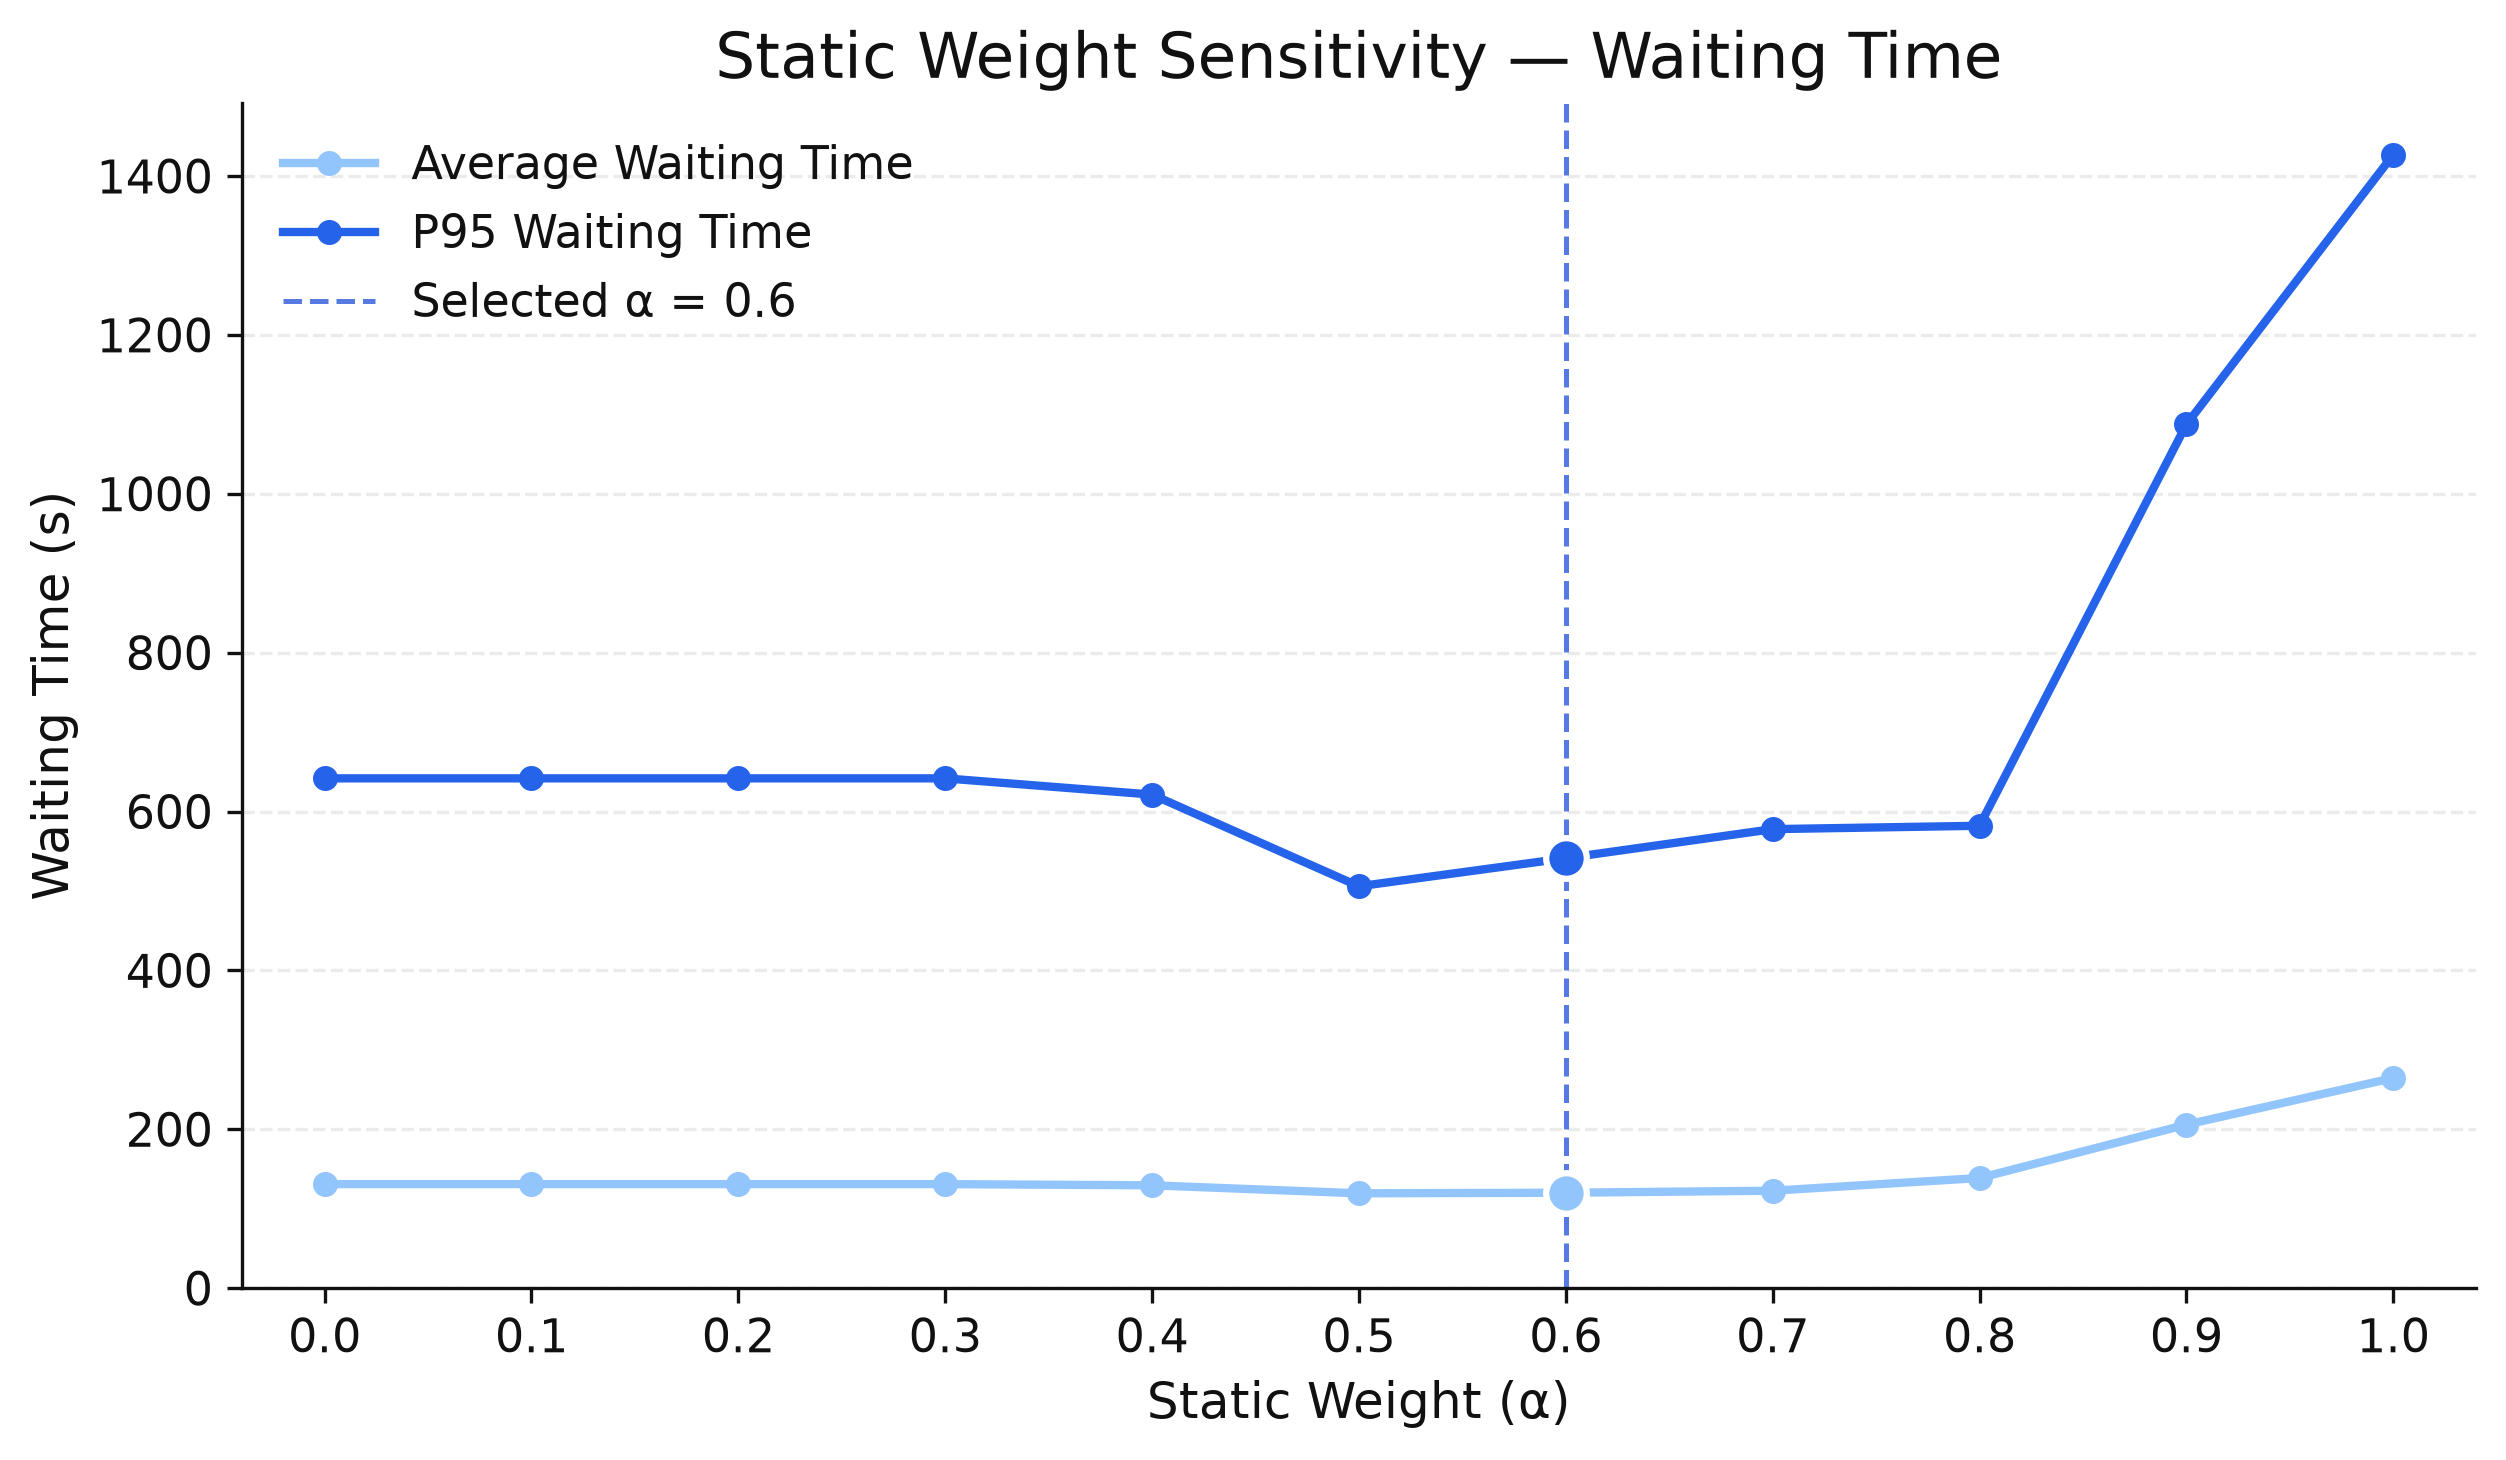 Static Weight Sensitivity — Waiting Time
Average Waiting Time
P95 Waiting Time
Selected α = 0.6
Waiting Time (s)
1400
1200
1000
800
600
400
200
0
0.0 0.1 0.2 0.3 0.4 0.5 0.6 0.7 0.8 0.9 1.0
Static Weight (α)